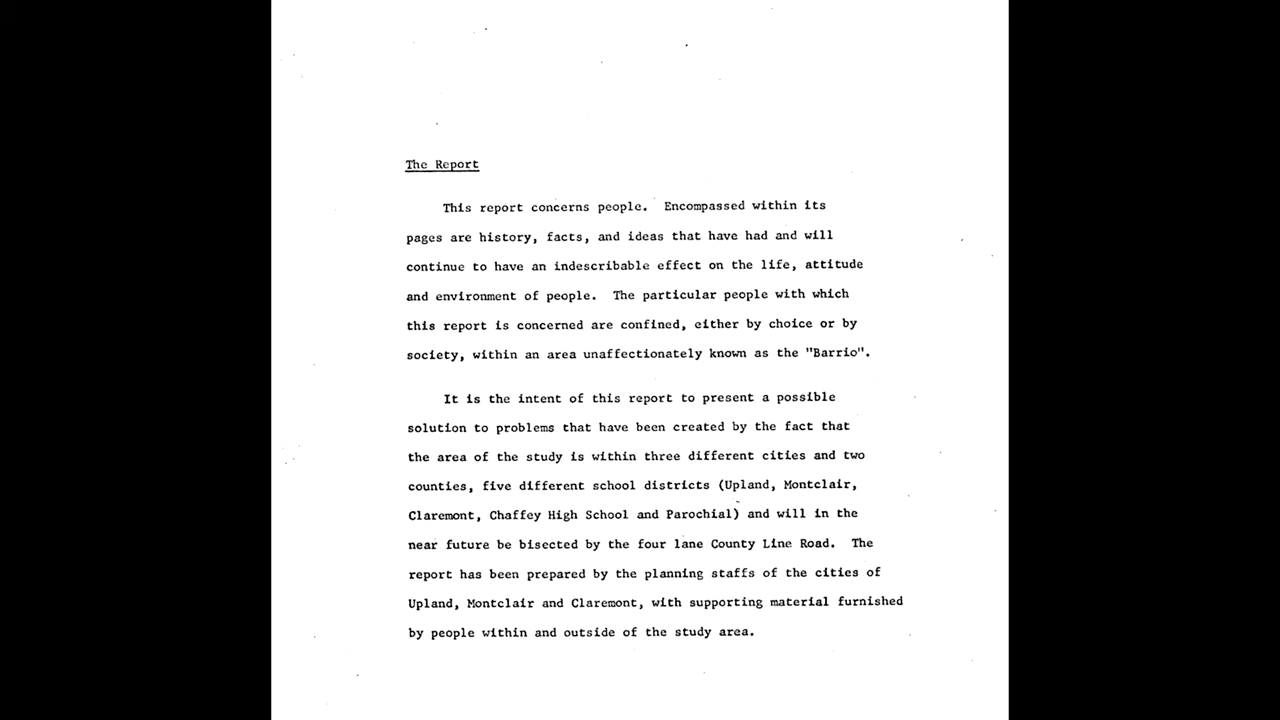 The Report
This report concerns people. Encompassed within its
pages are history, facts, and ideas that have had and will
continue to have an indescribable effect on the life, attitude
and environment of people. The particular people with which
this report is concerned are confined, either by choice or by
society, within an area unaffectionately known as the "Barrio".
It is the intent of this report to present a possible
solution to problems that have been created by the fact that
the area of the study is within three different cities and two
counties, five different school districts (Upland, Montclair,
Claremont, Chaffey High School and Parochial) and will in the
near future be bisected by the four lane County Line Road. The
report has been prepared by the planning staffs of the cities of
Upland, Montclair and Claremont, with supporting material furnished
by people within and outside of the study area.